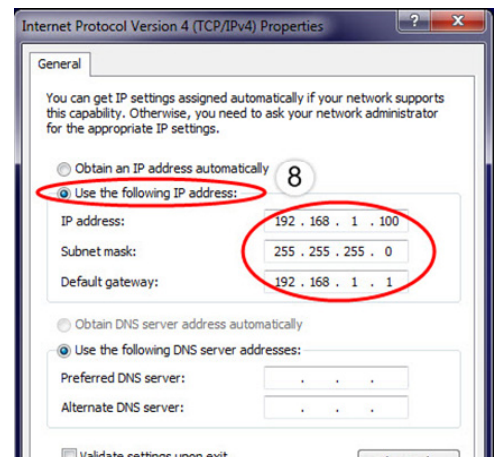 Internet Protocol Version 4 (TCP/IPv4) Properties
?
General
You can get IP settings assigned automatically if your network supports
this capability. Otherwise, you need to ask your network administrator
for the appropriate IP settings.
Obtain an IP address automatically
8
Use the following IP address:
IP address: 192 . 168 . 1 . 100
Subnet mask: 255 . 255 . 255 . 0
Default gateway: 192 . 168 . 1 . 1
Obtain DNS server address automatically
Use the following DNS server addresses:
Preferred DNS server: . . .
Alternate DNS server: . . .
Validate settings upon exit